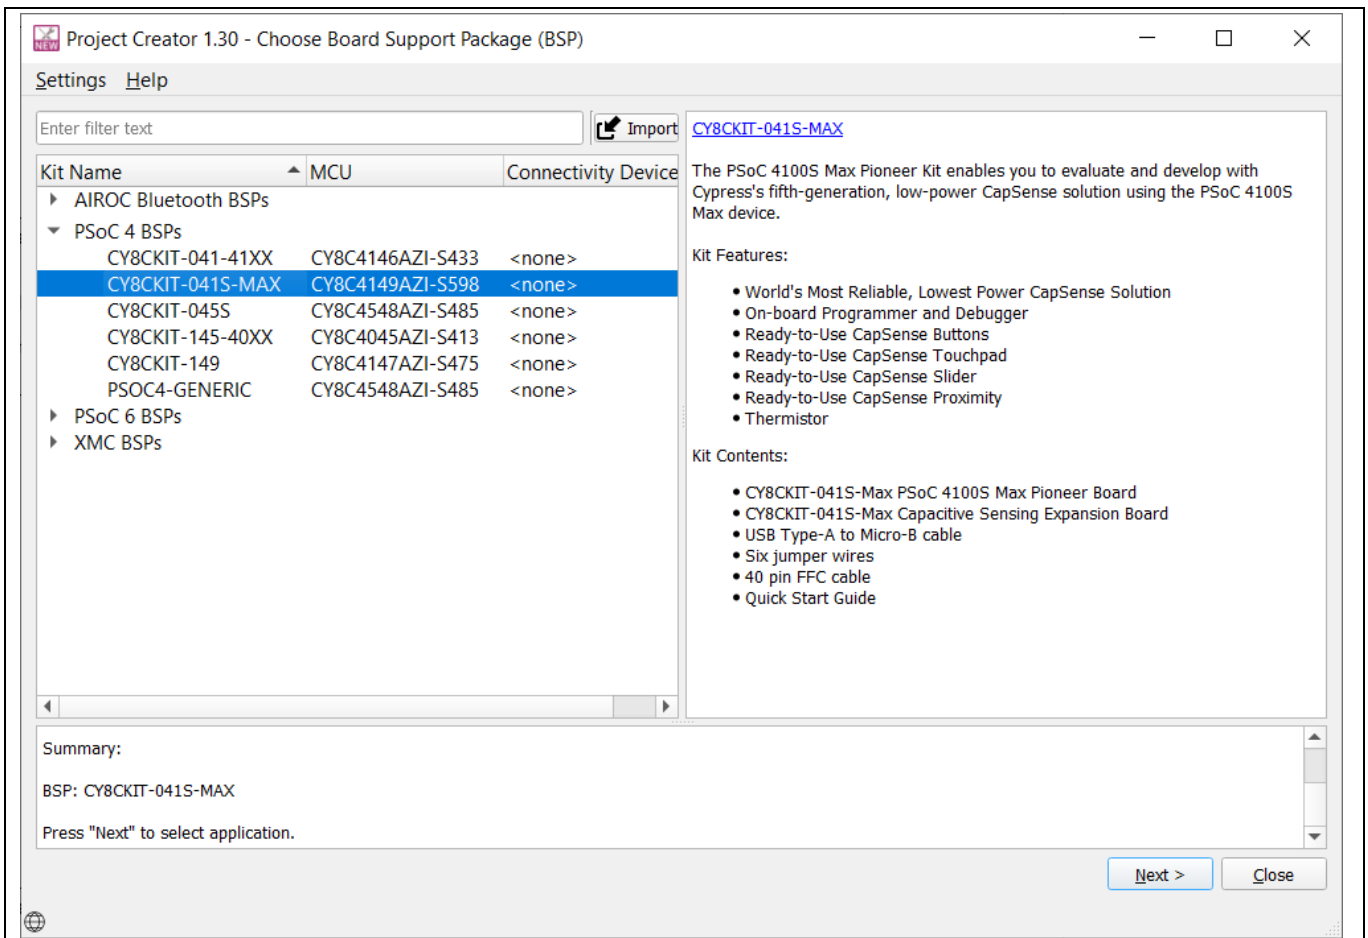 NEW
Project Creator 1.30 - Choose Board Support Package (BSP)
Settings Help
Enter filter text
Import
Kit Name MCU Connectivity Device
AIROC Bluetooth BSPs
PSoC 4 BSPs
CY8CKIT-041-41XX CY8C4146AZI-S433 <none>
CY8CKIT-041S-MAX CY8C4149AZI-S598 <none>
CY8CKIT-045S CY8C4548AZI-S485 <none>
CY8CKIT-145-40XX CY8C4045AZI-S413 <none>
CY8CKIT-149 CY8C4147AZI-S475 <none>
PSOC4-GENERIC CY8C4548AZI-S485 <none>
PSoC 6 BSPs
XMC BSPs
CY8CKIT-041S-MAX
The PSoC 4100S Max Pioneer Kit enables you to evaluate and develop with
Cypress's fifth-generation, low-power CapSense solution using the PSoC 4100S
Max device.
Kit Features:
• World's Most Reliable, Lowest Power CapSense Solution
• On-board Programmer and Debugger
• Ready-to-Use CapSense Buttons
• Ready-to-Use CapSense Touchpad
• Ready-to-Use CapSense Slider
• Ready-to-Use CapSense Proximity
• Thermistor
Kit Contents:
• CY8CKIT-041S-Max PSoC 4100S Max Pioneer Board
• CY8CKIT-041S-Max Capacitive Sensing Expansion Board
• USB Type-A to Micro-B cable
• Six jumper wires
• 40 pin FFC cable
• Quick Start Guide
Summary:
BSP: CY8CKIT-041S-MAX
Press "Next" to select application.
Next > Close